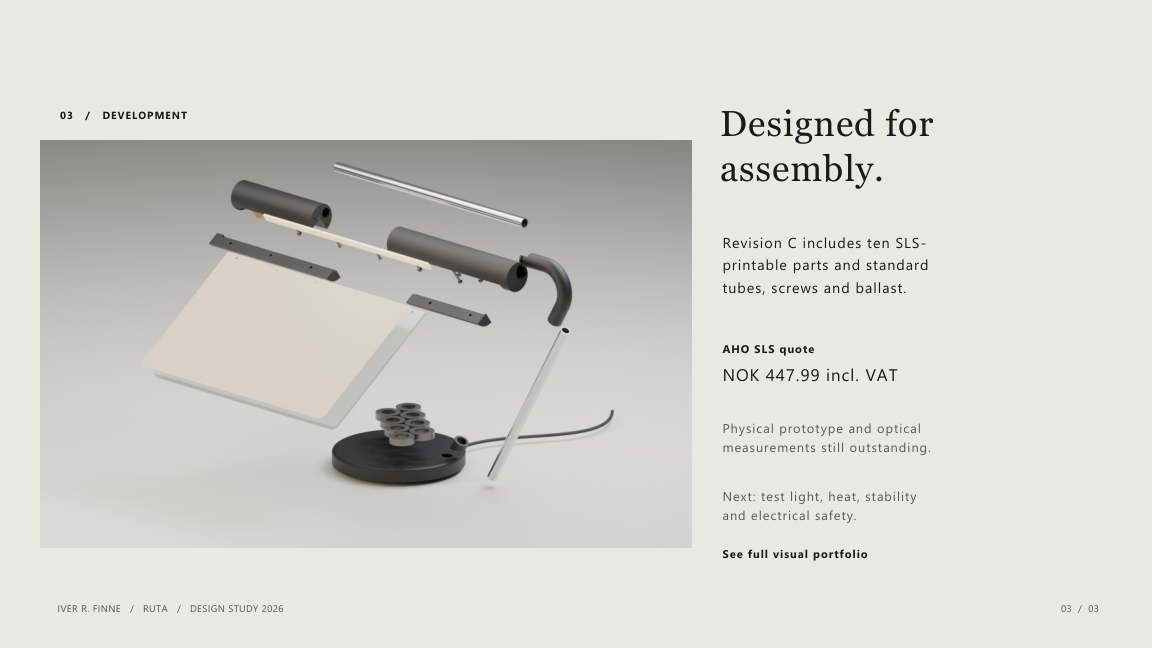 03 / DEVELOPMENT
Designed for
assembly.
Revision C includes ten SLS-
printable parts and standard
tubes, screws and ballast.
AHO SLS quote
NOK 447.99 incl. VAT
Physical prototype and optical
measurements still outstanding.
Next: test light, heat, stability
and electrical safety.
See full visual portfolio
IVER R. FINNE / RUTA / DESIGN STUDY 2026
03 / 03